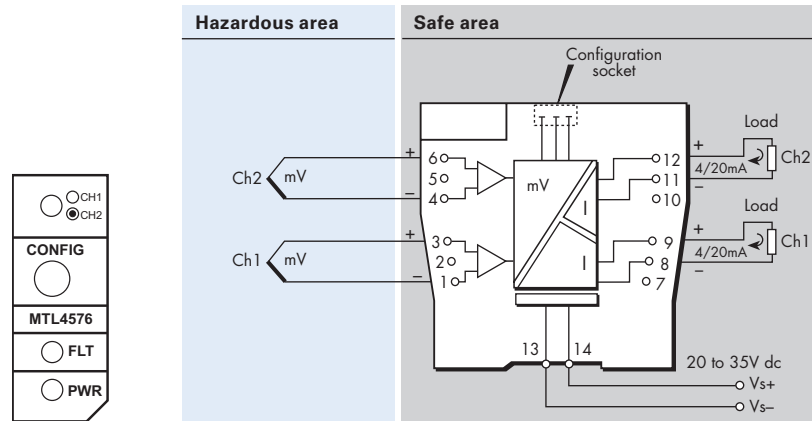 Hazardous area
Safe area
Configuration
socket
Load
Ch2
mV
+
–
6
5
4
mV
12
11
10
+
–
4/20mA
Ch2
I
Load
Ch1
mV
+
–
3
2
1
9
8
7
+
–
4/20mA
Ch1
I
13
14
20 to 35V dc
Vs+
Vs–
CH1
CH2
CONFIG
MTL4576
FLT
PWR